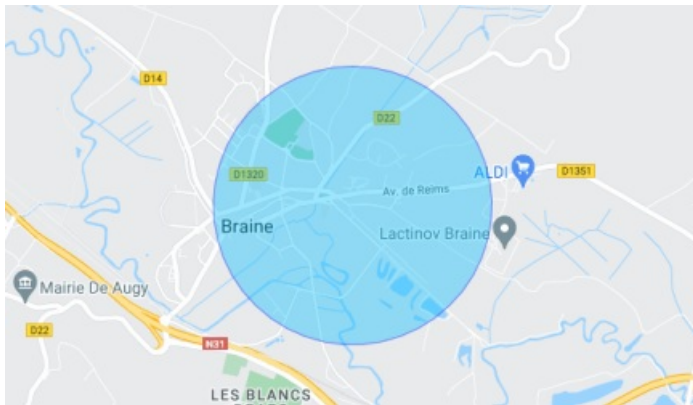 D14
D22
D1320
ALDI
D1351
Av. de Reims
Braine
Lactinov Braine
Mairie De Augy
D22
N31
LES BLANCS